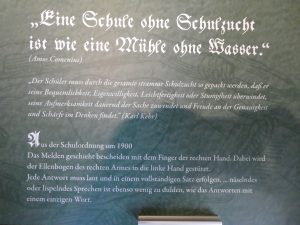 „Eine Schule ohne Schulzucht
ist wie eine Mühle ohne Wasser.“
(Amos Comenius)
„Der Schüler muss durch die gesamte stramme Schulzucht so gepackt werden, daß er
seine Bequemlichkeit, Eigenwilligkeit, Leichtfertigkeit oder Stumpfheit überwindet,
seine Aufmerksamkeit dauernd der Sache zuwendet und Freude an der Genauigkeit
und Schärfe im Denken findet.“ (Karl Kehr)
Aus der Schulordnung um 1900
Das Melden geschieht bescheiden mit dem Finger der rechten Hand. Dabei wird
der Ellenbogen des rechten Armes in die linke Hand gestützt.
Jede Antwort muss laut und in einem vollständigen Satz erfolgen, ... näselndes
oder lispelndes Sprechen ist ebenso wenig zu dulden, wie das Antworten mit
einem einzigen Wort.